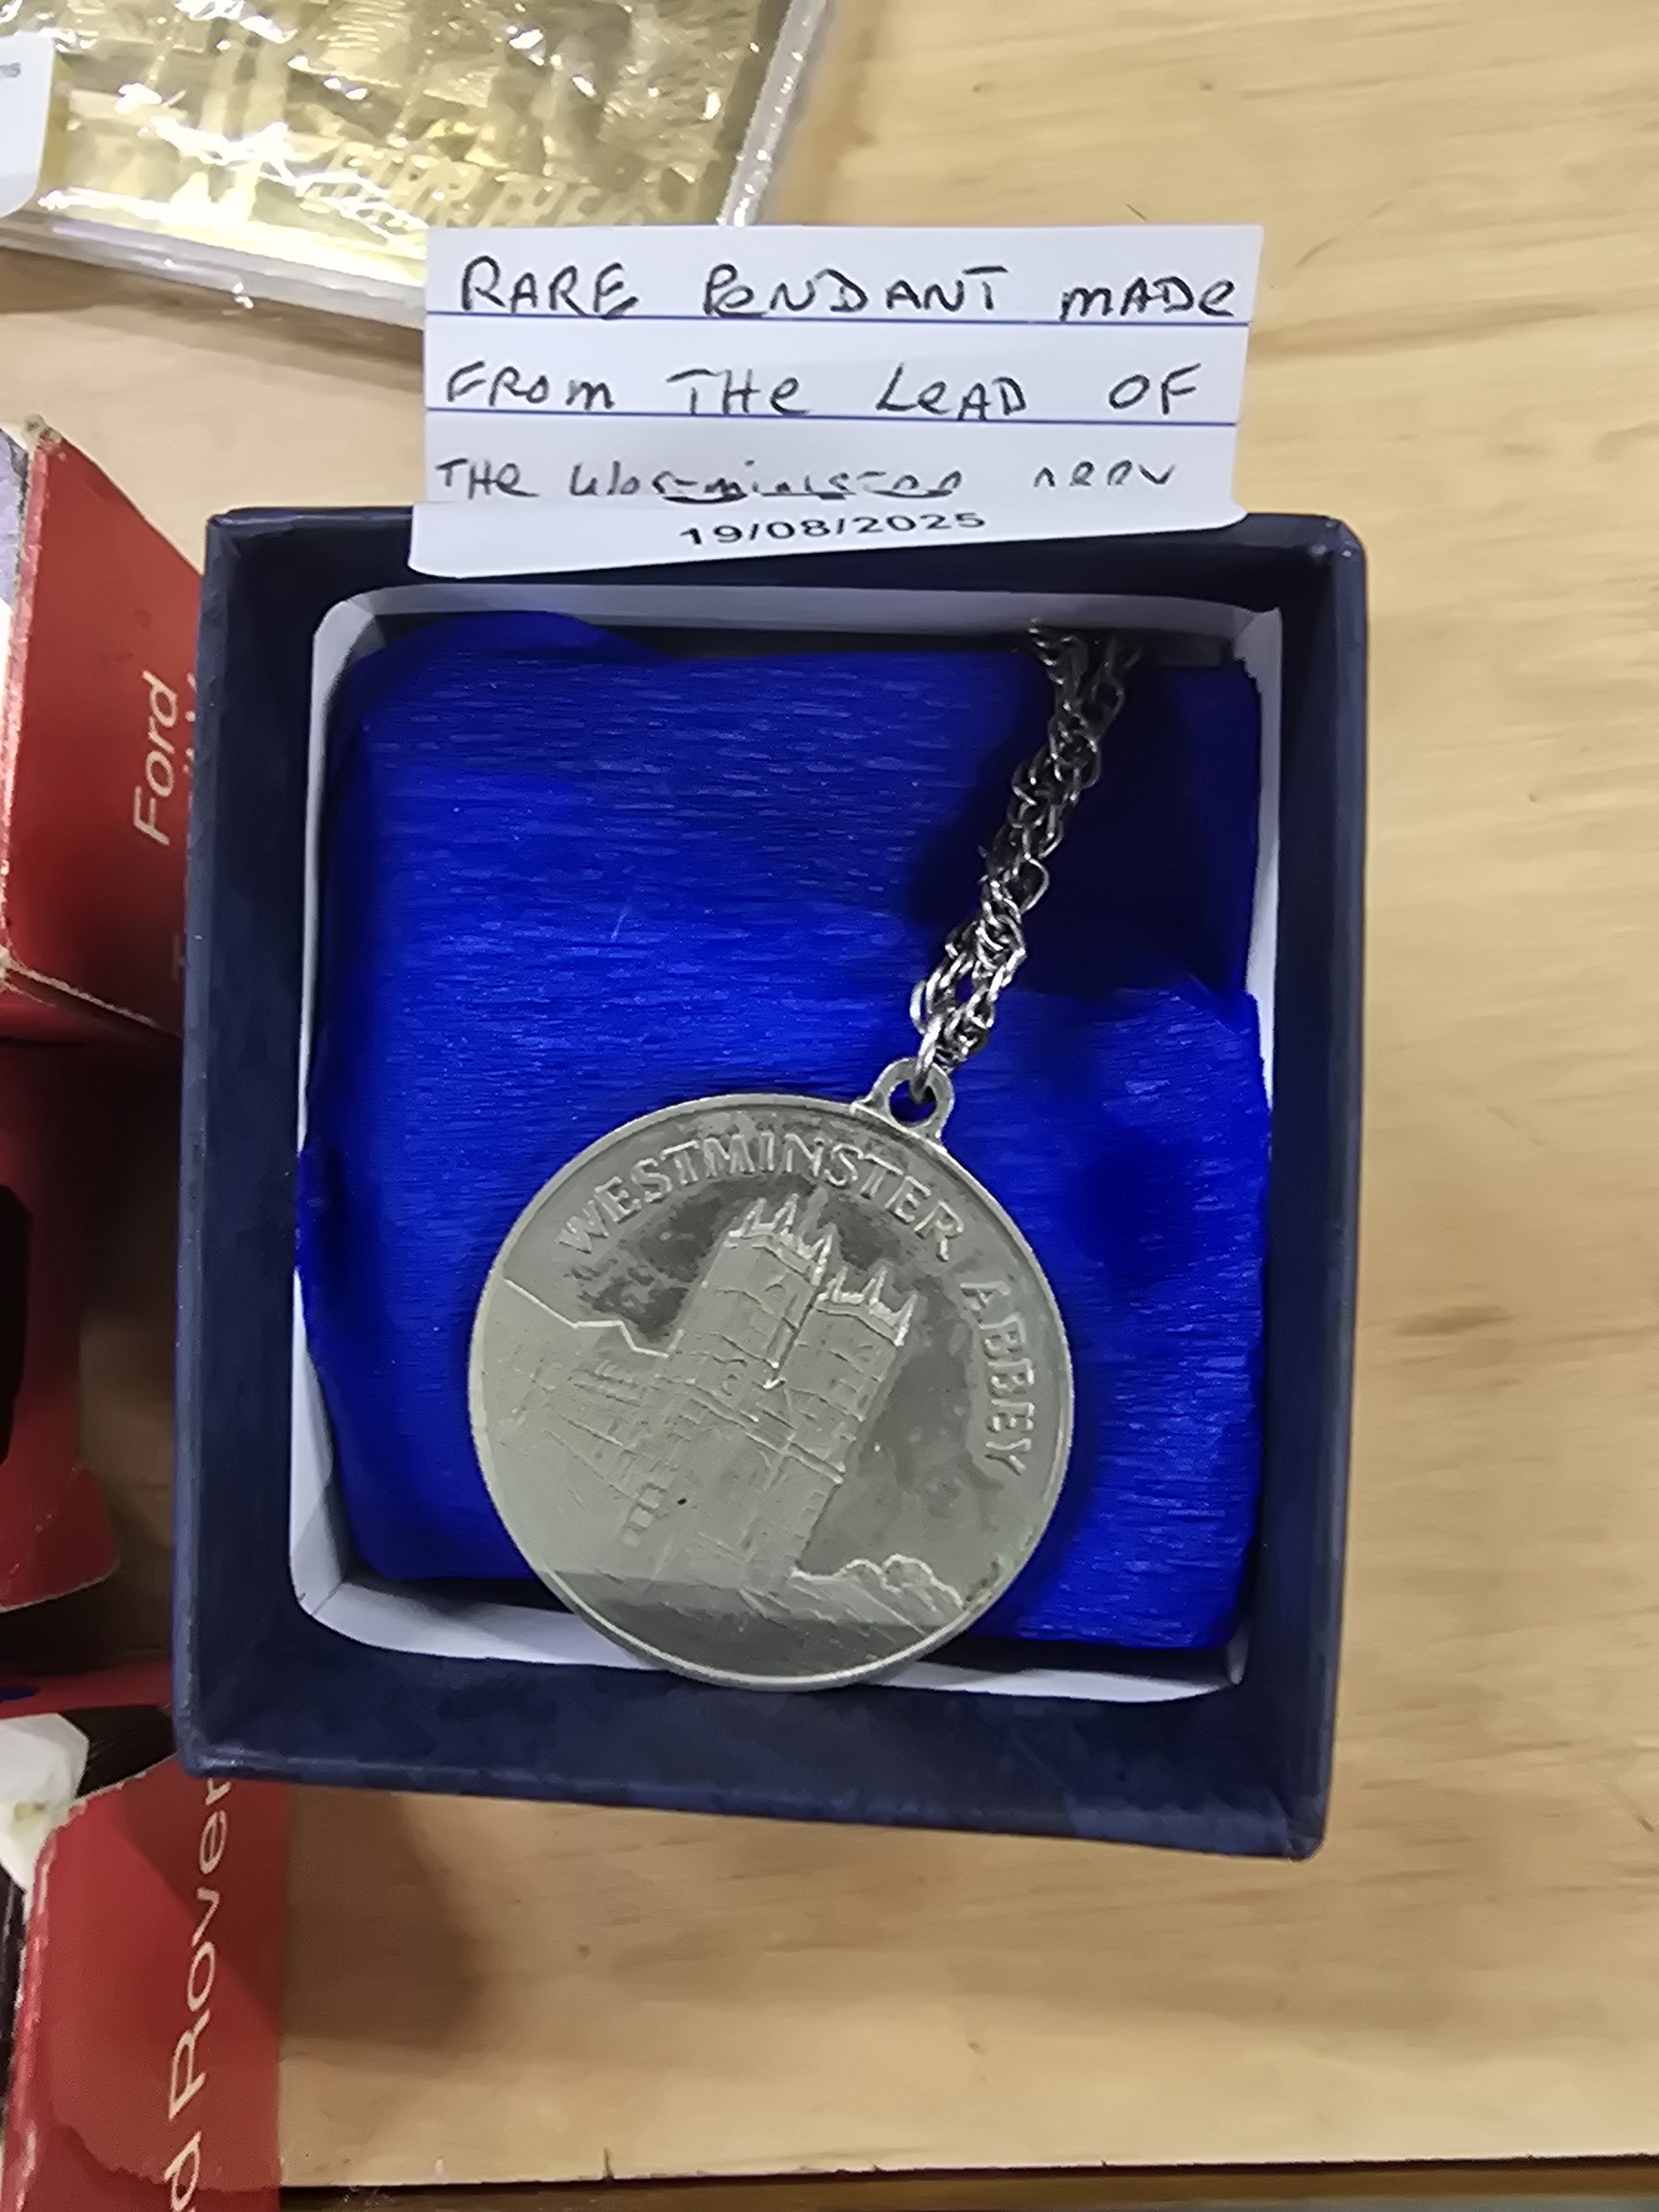 RARE PENDANT MADE
FROM THE LEAD OF
THE
19/08/2025
WESTMINSTER ABBEY
Ford
Rover